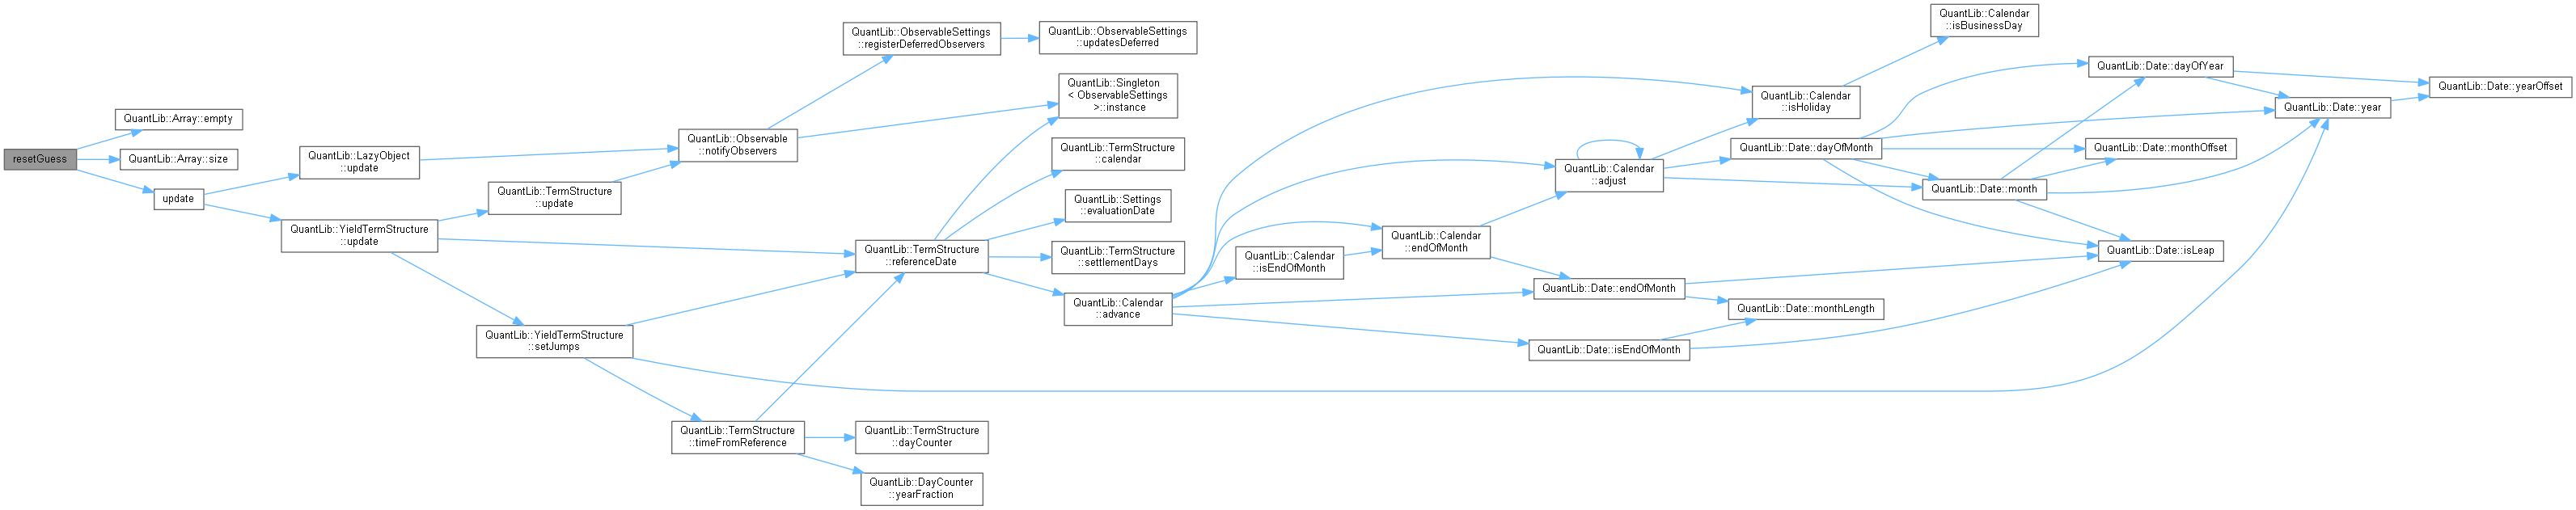 resetGuess
QuantLib::Array::empty
QuantLib::Array::size
update
QuantLib::LazyObject
::update
QuantLib::YieldTermStructure
::update
QuantLib::TermStructure
::update
QuantLib::YieldTermStructure
::setJumps
QuantLib::Observable
::notifyObservers
QuantLib::TermStructure
::timeFromReference
QuantLib::ObservableSettings
::registerDeferredObservers
QuantLib::TermStructure
::referenceDate
QuantLib::TermStructure
::dayCounter
QuantLib::DayCounter
::yearFraction
QuantLib::ObservableSettings
::updatesDeferred
QuantLib::Singleton
< ObservableSettings
>::instance
QuantLib::TermStructure
::calendar
QuantLib::Settings
::evaluationDate
QuantLib::TermStructure
::settlementDays
QuantLib::Calendar
::advance
QuantLib::Calendar
::isEndOfMonth
QuantLib::Calendar
::endOfMonth
QuantLib::Calendar
::adjust
QuantLib::Date::endOfMonth
QuantLib::Date::isEndOfMonth
QuantLib::Calendar
::isHoliday
QuantLib::Date::dayOfMonth
QuantLib::Date::monthLength
QuantLib::Calendar
::isBusinessDay
QuantLib::Date::month
QuantLib::Date::dayOfYear
QuantLib::Date::monthOffset
QuantLib::Date::isLeap
QuantLib::Date::year
QuantLib::Date::yearOffset